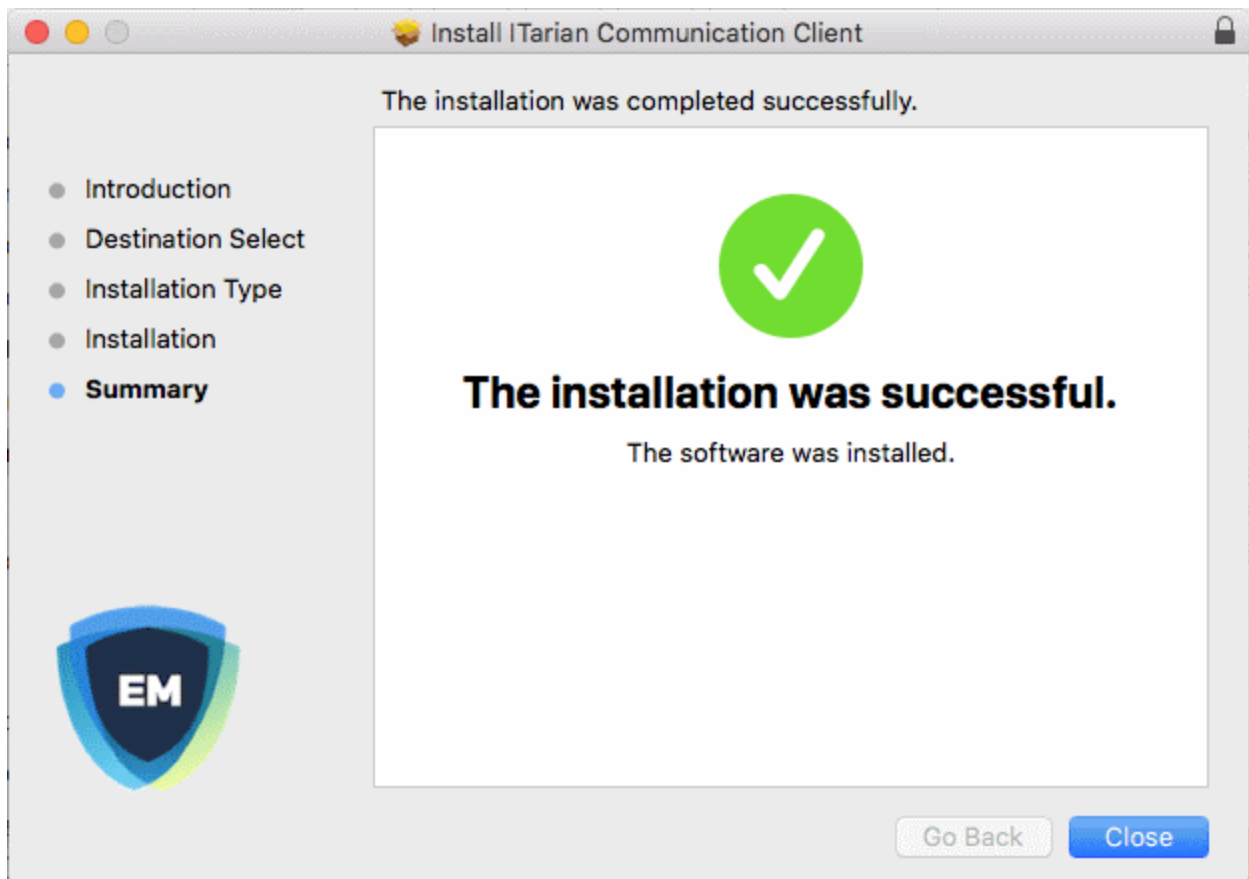 Install ITarian Communication Client
The installation was completed successfully.
Introduction
Destination Select
Installation Type
Installation
Summary
The installation was successful.
The software was installed.
EM
Go Back
Close